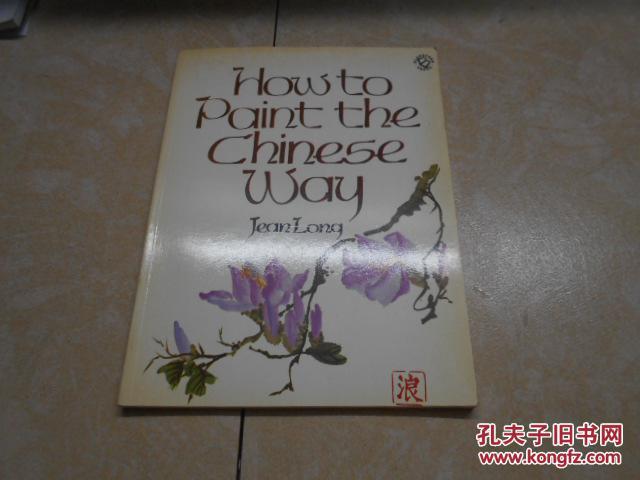 How to
Paint the
Chinese
Way
Jean Long
浪
孔夫子旧书网
www.kongfz.com